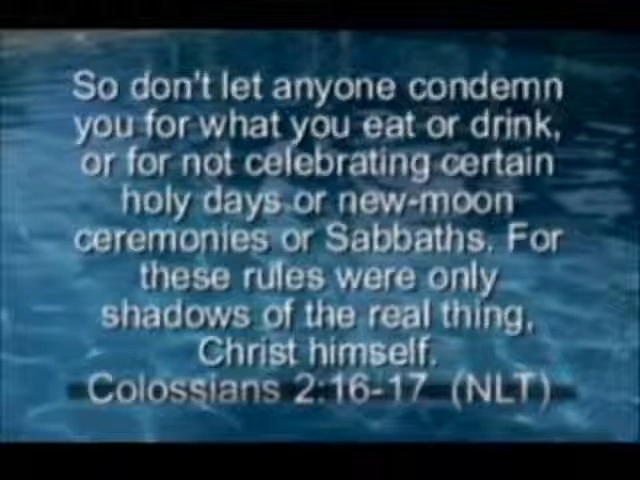 So don't let anyone condemn
you for what you eat or drink,
or for not celebrating certain
holy days or new-moon
ceremonies or Sabbaths. For
these rules were only
shadows of the real thing,
Christ himself.
Colossians 2:16-17 (NLT)